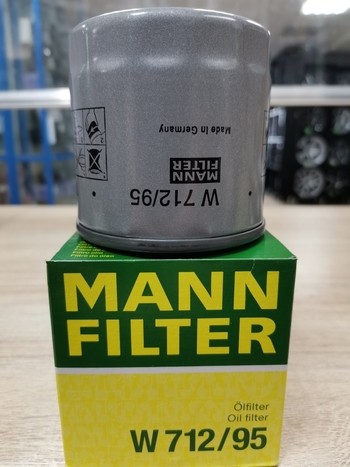 Made in Germany
MANN
FILTER
W 712/95
MANN
FILTER
Ölfilter
Oil filter
W 712/95